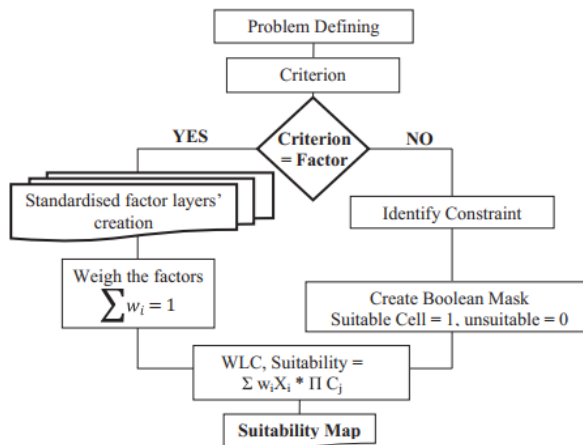 Problem Defining
Criterion
YES
Criterion
= Factor
NO
Standardised factor layers'
creation
Identify Constraint
Weigh the factors
∑ wᵢ = 1
Create Boolean Mask
Suitable Cell = 1, unsuitable = 0
WLC, Suitability =
Σ wᵢXᵢ * Π Cⱼ
Suitability Map